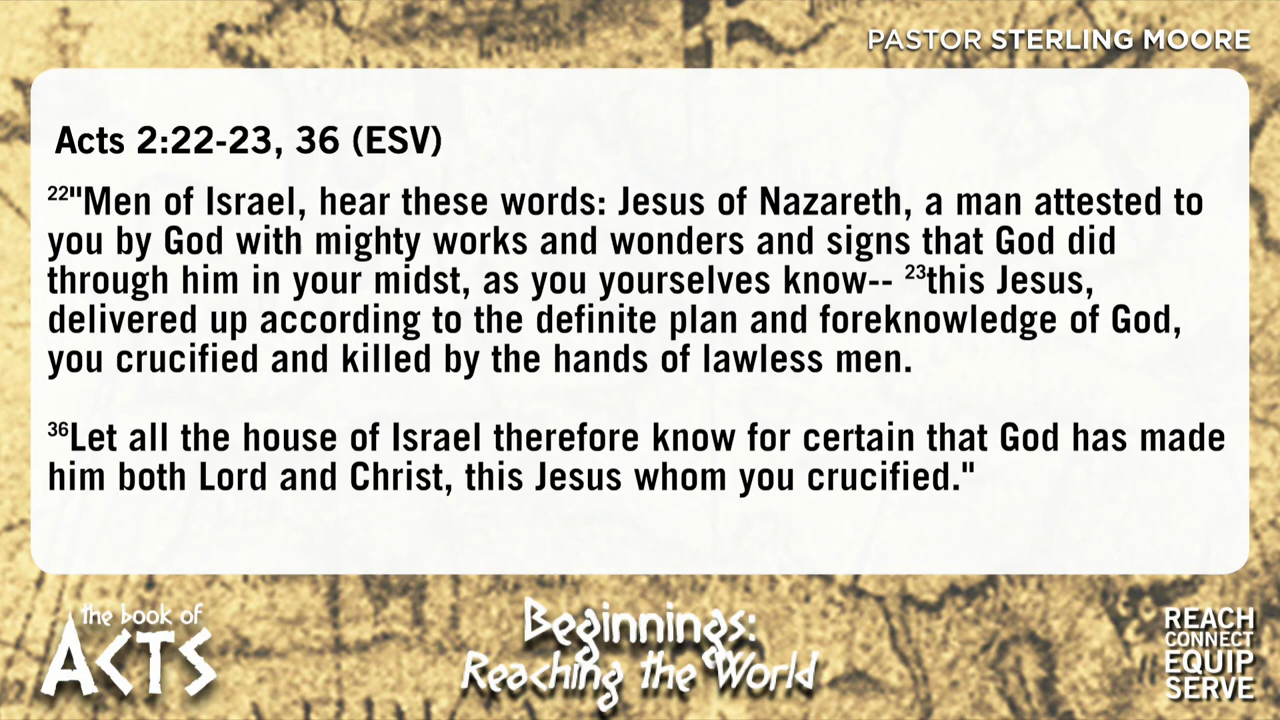 PASTOR STERLING MOORE
Acts 2:22-23, 36 (ESV)
22"Men of Israel, hear these words: Jesus of Nazareth, a man attested to
you by God with mighty works and wonders and signs that God did
through him in your midst, as you yourselves know-- 23this Jesus,
delivered up according to the definite plan and foreknowledge of God,
you crucified and killed by the hands of lawless men.
36Let all the house of Israel therefore know for certain that God has made
him both Lord and Christ, this Jesus whom you crucified."
the book of
ACTS
Beginnings:
Reaching the World
REACH
CONNECT
EQUIP
SERVE